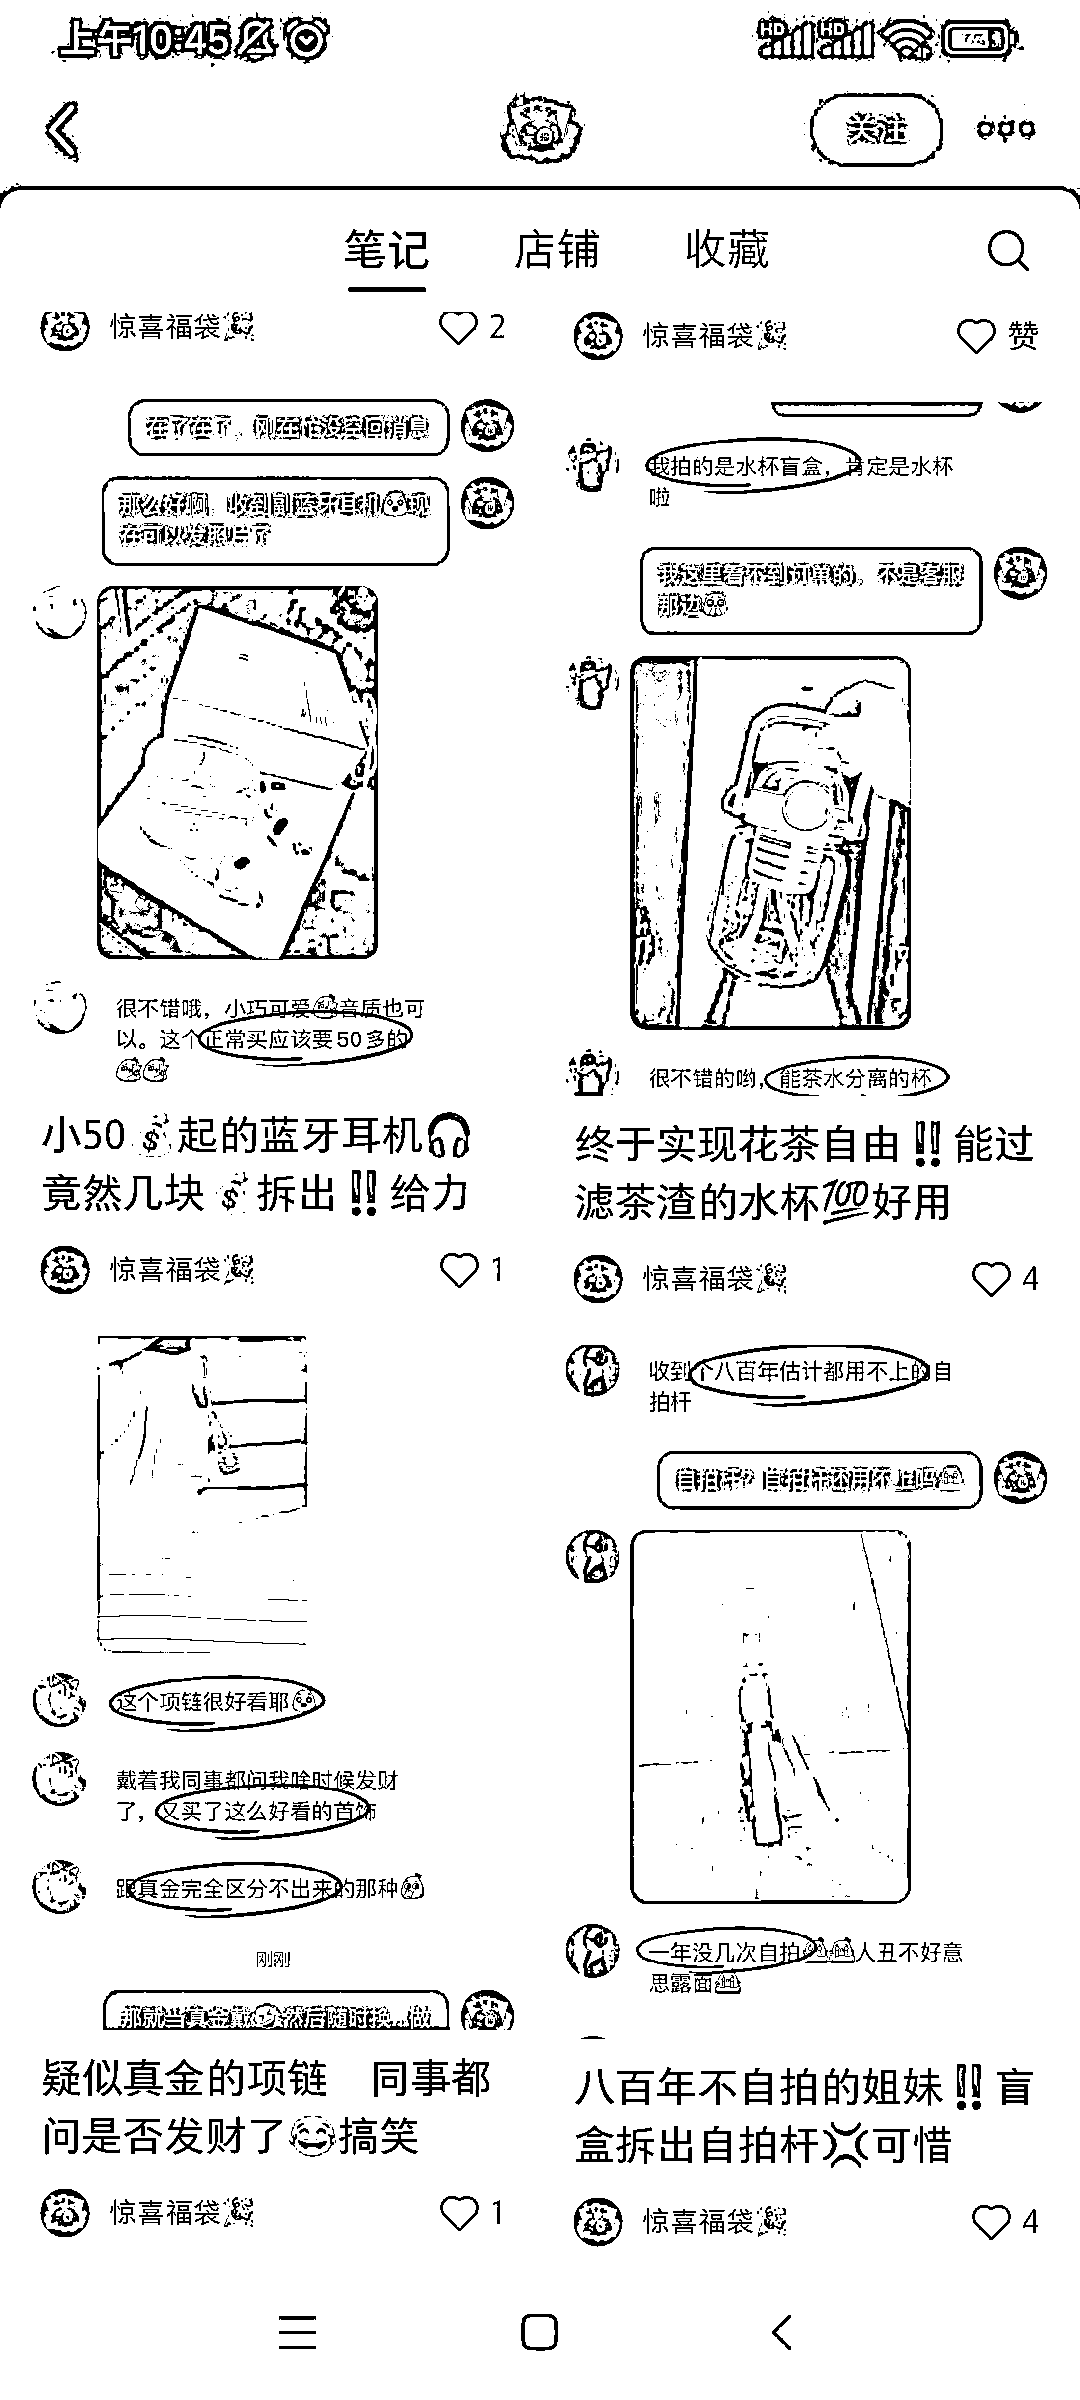 上午10:45
关注
笔记
店铺
收藏
惊喜福袋
2
惊喜福袋
赞
在了在了，刚在忙没空回消息
那么好啊，收到副蓝牙耳机现
在可以发照片了
很不错哦，小巧可爱音质也可
以。这个正常买应该要50多的
小50💰起的蓝牙耳机🎧
竟然几块💰拆出‼️给力
惊喜福袋
1
我拍的是水杯盲盒，肯定是水杯
啦
我这里看不到订单的，不是客服
那边
很不错的哟，能茶水分离的杯
终于实现花茶自由‼️能过
滤茶渣的水杯💯好用
惊喜福袋
4
这个项链很好看耶
戴着我同事都问我啥时候发财
了，又买了这么好看的首饰
跟真金完全区分不出来的那种
刚刚
那就当真金戴然后随时换...做
疑似真金的项链 同事都
问是否发财了😂搞笑
惊喜福袋
1
收到个八百年估计都用不上的自
拍杆
自拍杆？自拍杆还用不上吗
一年没几次自拍人丑不好意
思露面
八百年不自拍的姐妹‼️盲
盒拆出自拍杆💢可惜
惊喜福袋
4